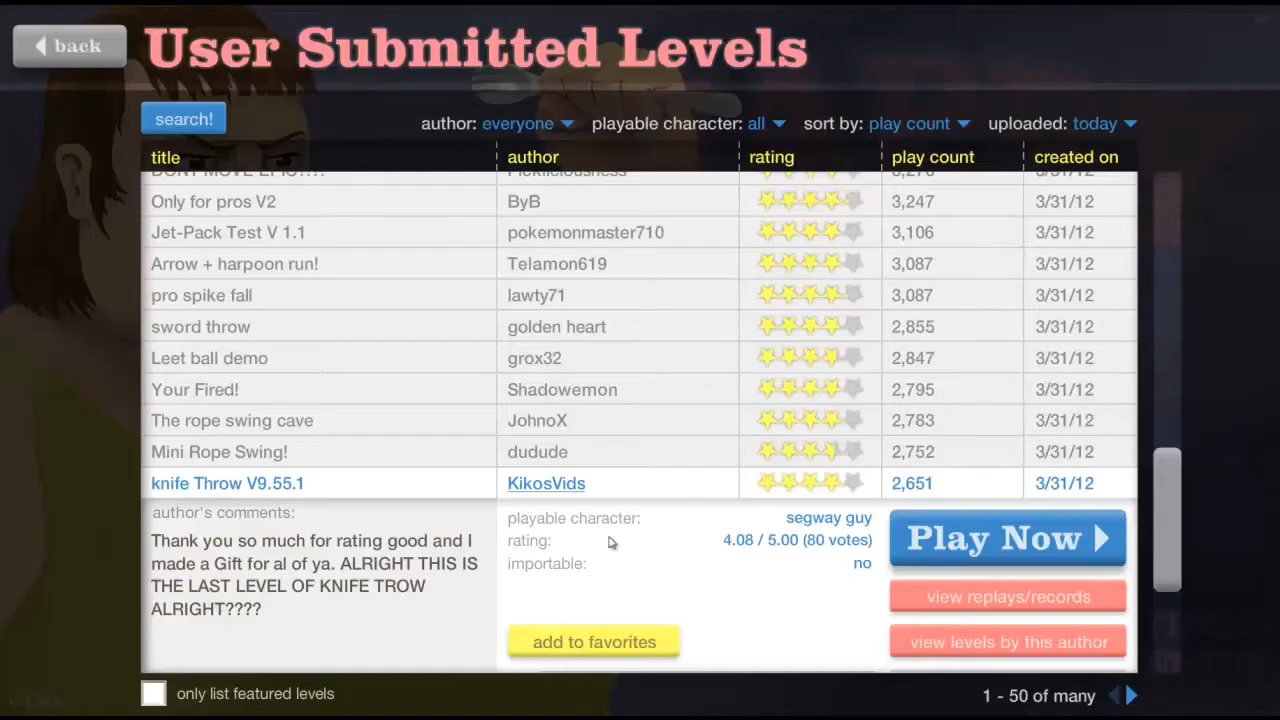 back
User Submitted Levels
search!
author: everyone playable character: all sort by: play count uploaded: today
title author rating play count created on
DONT MOVE EPIC!!!! Pickliciousness 3,276 3/31/12
Only for pros V2 ByB 3,247 3/31/12
Jet-Pack Test V 1.1 pokemonmaster710 3,106 3/31/12
Arrow + harpoon run! Telamon619 3,087 3/31/12
pro spike fall lawty71 3,087 3/31/12
sword throw golden heart 2,855 3/31/12
Leet ball demo grox32 2,847 3/31/12
Your Fired! Shadowemon 2,795 3/31/12
The rope swing cave JohnoX 2,783 3/31/12
Mini Rope Swing! dudude 2,752 3/31/12
knife Throw V9.55.1 KikosVids 2,651 3/31/12
author's comments:
Thank you so much for rating good and I
made a Gift for al of ya. ALRIGHT THIS IS
THE LAST LEVEL OF KNIFE TROW
ALRIGHT????
playable character: segway guy
rating: 4.08 / 5.00 (80 votes)
importable: no
add to favorites
Play Now
view replays/records
view levels by this author
only list featured levels
1 - 50 of many